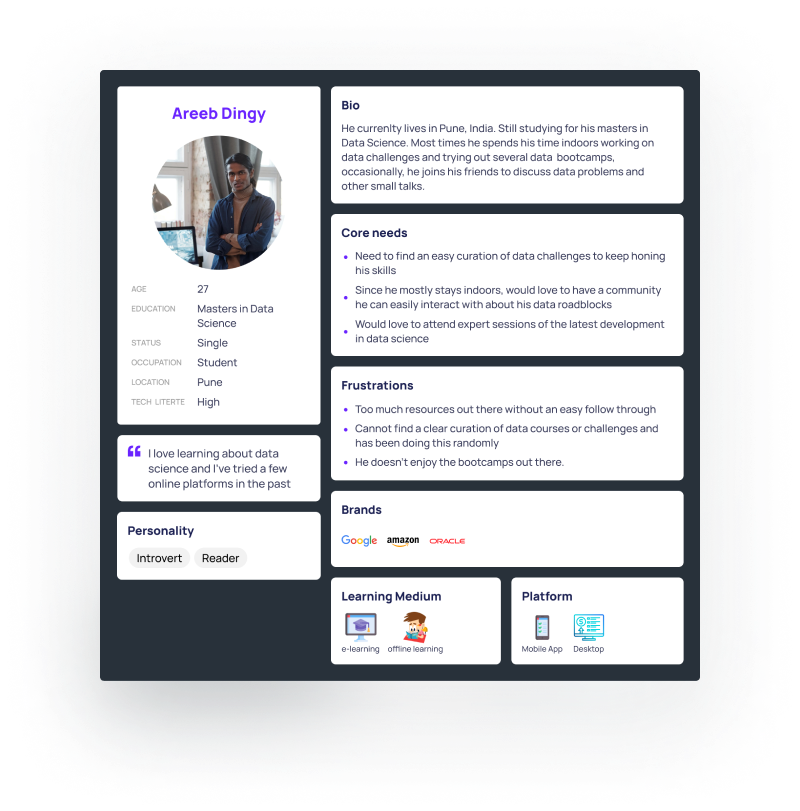 Areeb Dingy
AGE 27
EDUCATION Masters in Data
Science
STATUS Single
OCCUPATION Student
LOCATION Pune
TECH LITERTE High
“ I love learning about data
science and I've tried a few
online platforms in the past
Personality
Introvert Reader
Bio
He currenlty lives in Pune, India. Still studying for his masters in
Data Science. Most times he spends his time indoors working on
data challenges and trying out several data bootcamps,
occasionally, he joins his friends to discuss data problems and
other small talks.
Core needs
• Need to find an easy curation of data challenges to keep honing
his skills
• Since he mostly stays indoors, would love to have a community
he can easily interact with about his data roadblocks
• Would love to attend expert sessions of the latest development
in data science
Frustrations
• Too much resources out there without an easy follow through
• Cannot find a clear curation of data courses or challenges and
has been doing this randomly
• He doesn't enjoy the bootcamps out there.
Brands
Google amazon ORACLE
Learning Medium
e-learning offline learning
Platform
Mobile App Desktop